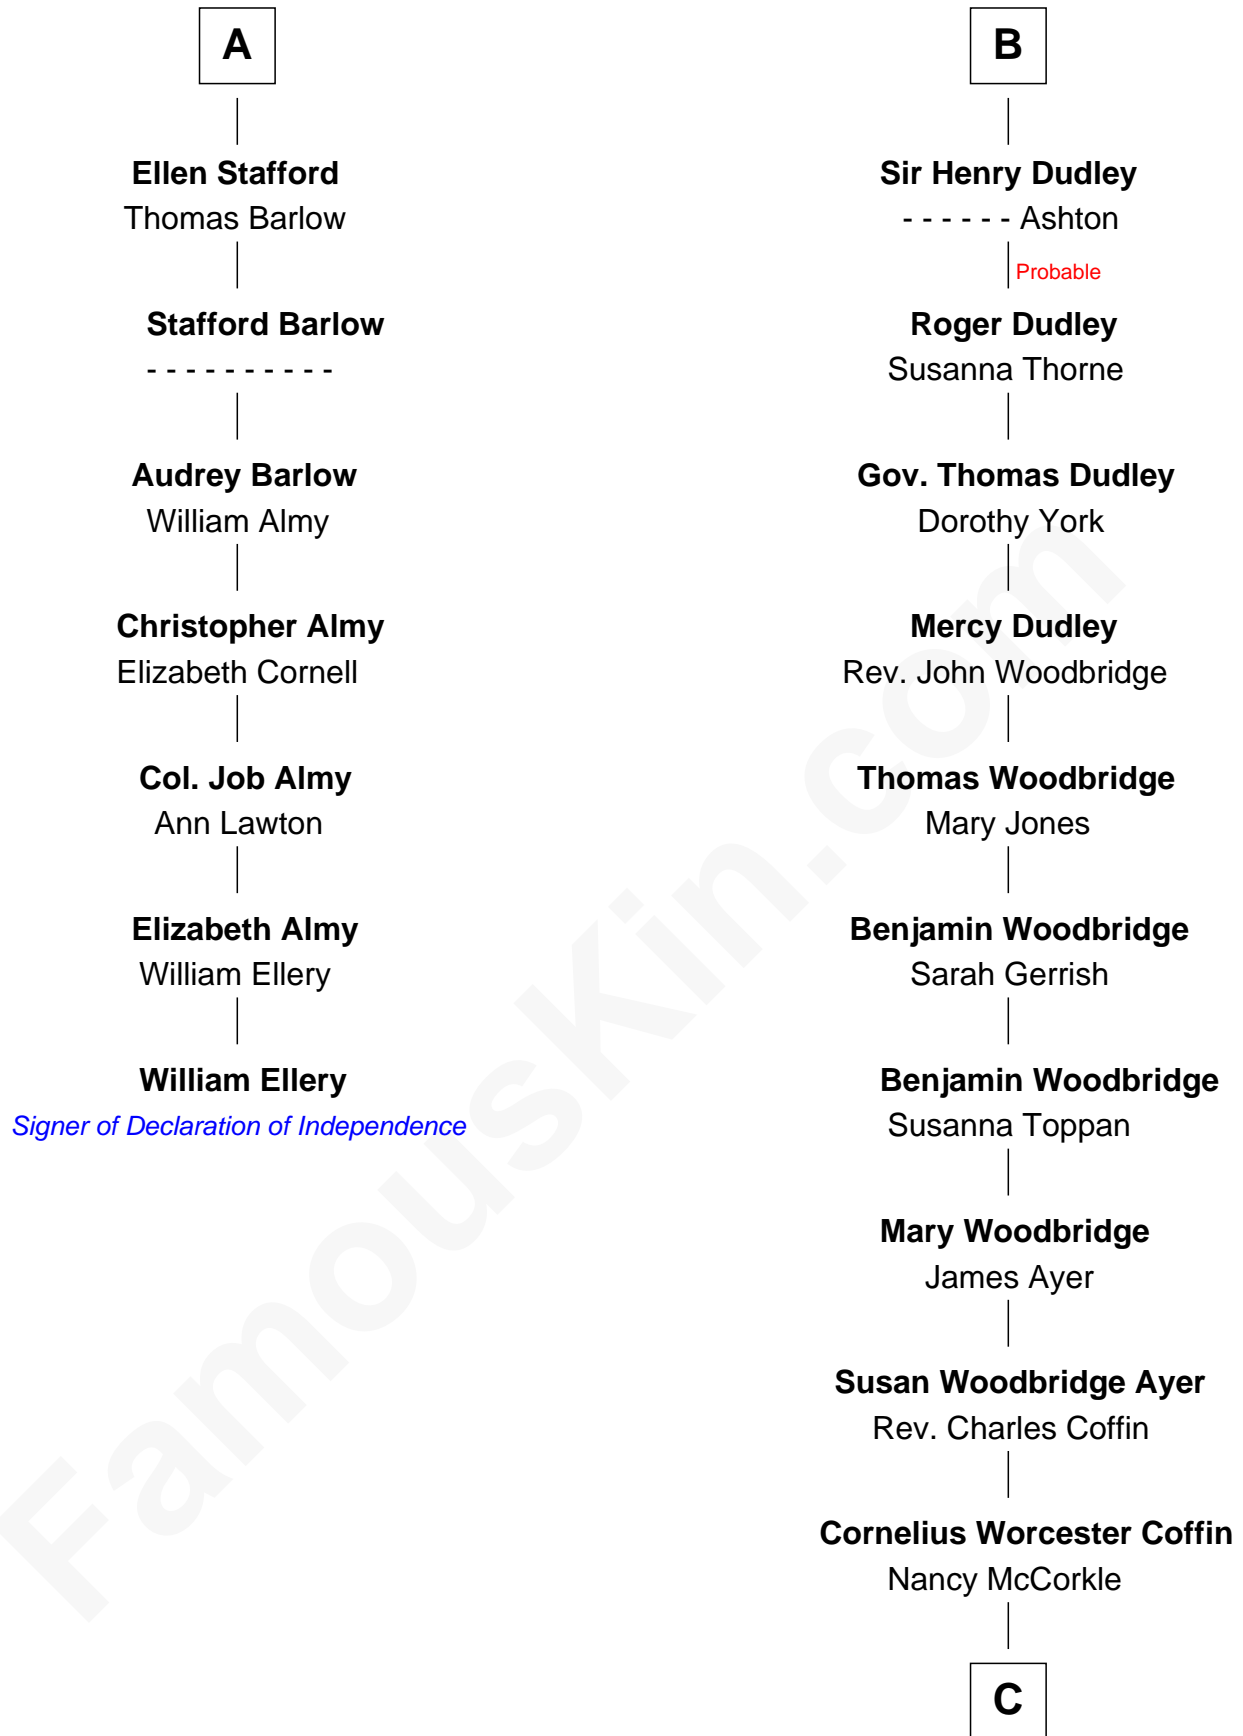 A
Ellen Stafford
Thomas Barlow
Stafford Barlow
- - - - - - - - - -
Audrey Barlow
William Almy
Christopher Almy
Elizabeth Cornell
Col. Job Almy
Ann Lawton
Elizabeth Almy
William Ellery
William Ellery
Signer of Declaration of Independence
B
Sir Henry Dudley
- - - - - - Ashton
Probable
Roger Dudley
Susanna Thorne
Gov. Thomas Dudley
Dorothy York
Mercy Dudley
Rev. John Woodbridge
Thomas Woodbridge
Mary Jones
Benjamin Woodbridge
Sarah Gerrish
Benjamin Woodbridge
Susanna Toppan
Mary Woodbridge
James Ayer
Susan Woodbridge Ayer
Rev. Charles Coffin
Cornelius Worcester Coffin
Nancy McCorkle
C
FamousKin.com